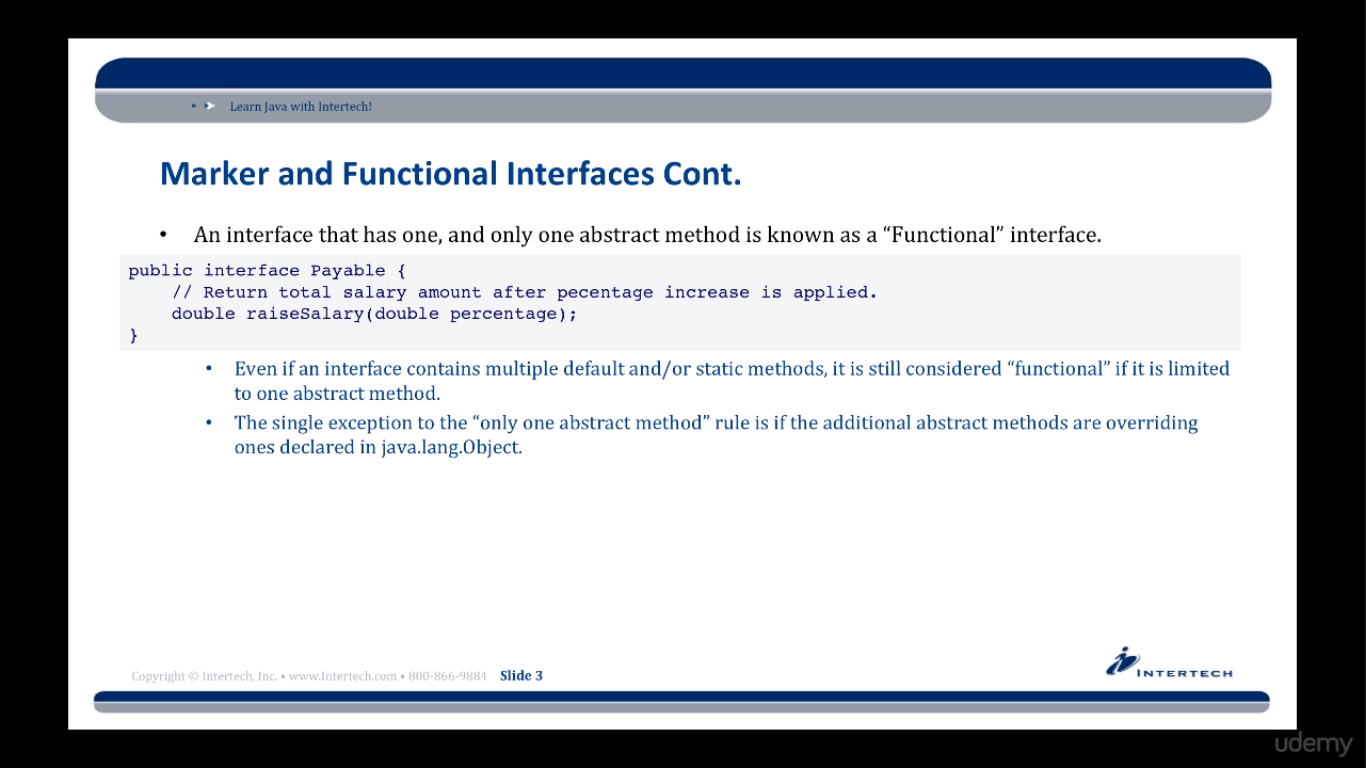 Learn Java with Intertech!
Marker and Functional Interfaces Cont.
• An interface that has one, and only one abstract method is known as a “Functional” interface.
public interface Payable {
// Return total salary amount after pecentage increase is applied.
double raiseSalary(double percentage);
}
• Even if an interface contains multiple default and/or static methods, it is still considered “functional” if it is limited
to one abstract method.
• The single exception to the “only one abstract method” rule is if the additional abstract methods are overriding
ones declared in java.lang.Object.
Copyright © Intertech, Inc. • www.Intertech.com • 800-866-9884 Slide 3
INTERTECH
udemy